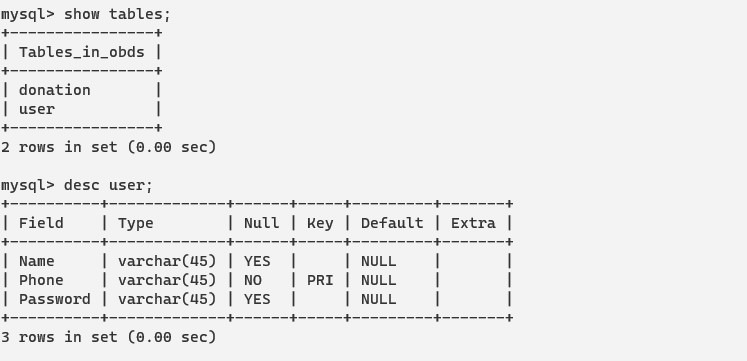 mysql> show tables;
+----------------+
| Tables_in_obds |
+----------------+
| donation       |
| user           |
+----------------+
2 rows in set (0.00 sec)

mysql> desc user;
+----------+-------------+------+-----+---------+-------+
| Field    | Type        | Null | Key | Default | Extra |
+----------+-------------+------+-----+---------+-------+
| Name     | varchar(45) | YES  |     | NULL    |       |
| Phone    | varchar(45) | NO   | PRI | NULL    |       |
| Password | varchar(45) | YES  |     | NULL    |       |
+----------+-------------+------+-----+---------+-------+
3 rows in set (0.00 sec)